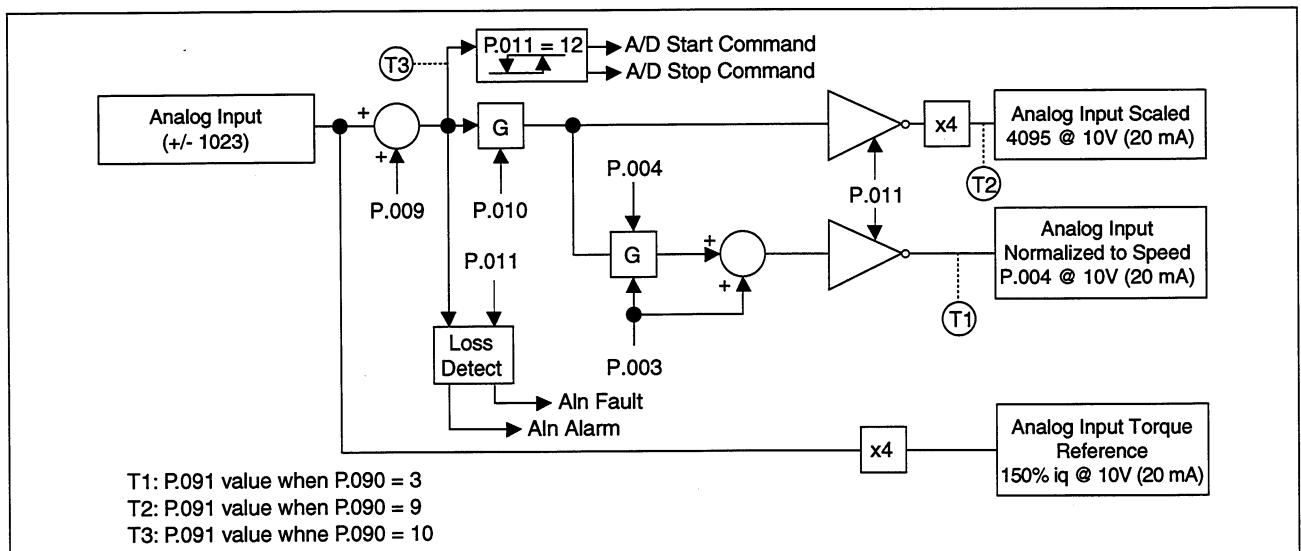 P.011 = 12
A/D Start Command
A/D Stop Command
T3
Analog Input
(+/- 1023)
+
+
G
P.009
P.010
x4
Analog Input Scaled
4095 @ 10V (20 mA)
T2
P.004
P.011
G
+
+
Analog Input
Normalized to Speed
P.004 @ 10V (20 mA)
T1
P.011
Loss
Detect
P.003
AIn Fault
AIn Alarm
x4
Analog Input Torque
Reference
150% iq @ 10V (20 mA)
T1: P.091 value when P.090 = 3
T2: P.091 value when P.090 = 9
T3: P.091 value whne P.090 = 10